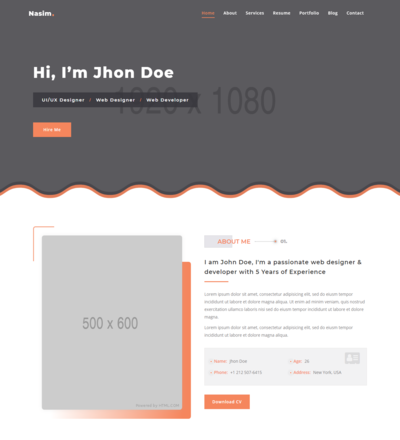 Nasim.
Home About Services Resume Portfolio Blog Contact
1920 x 1080
Hi, I’m Jhon Doe
UI/UX Designer / Web Designer / Web Developer
Hire Me
ABOUT ME 01.
I am John Doe, I'm a passionate web designer &
developer with 5 Years of Experience
Lorem ipsum dolor sit amet, consectetur adipisicing elit, sed do eiusm tempor
incididunt ut labore et dolore magna aliqua. Ut enim ad minim veniam, quis nostrud
exercitation ullamco laboris nisi sed do eiusm tempor incididunt ut labore et dolore
magna.
Lorem ipsum dolor sit amet, consectetur adipisicing elit, sed do eiusm tempor
incididunt ut labore et dolore magna aliqua.
500 x 600
Name: Jhon Doe
Age: 26
Phone: +1 212 507 6415
Address: New York, USA
Download CV